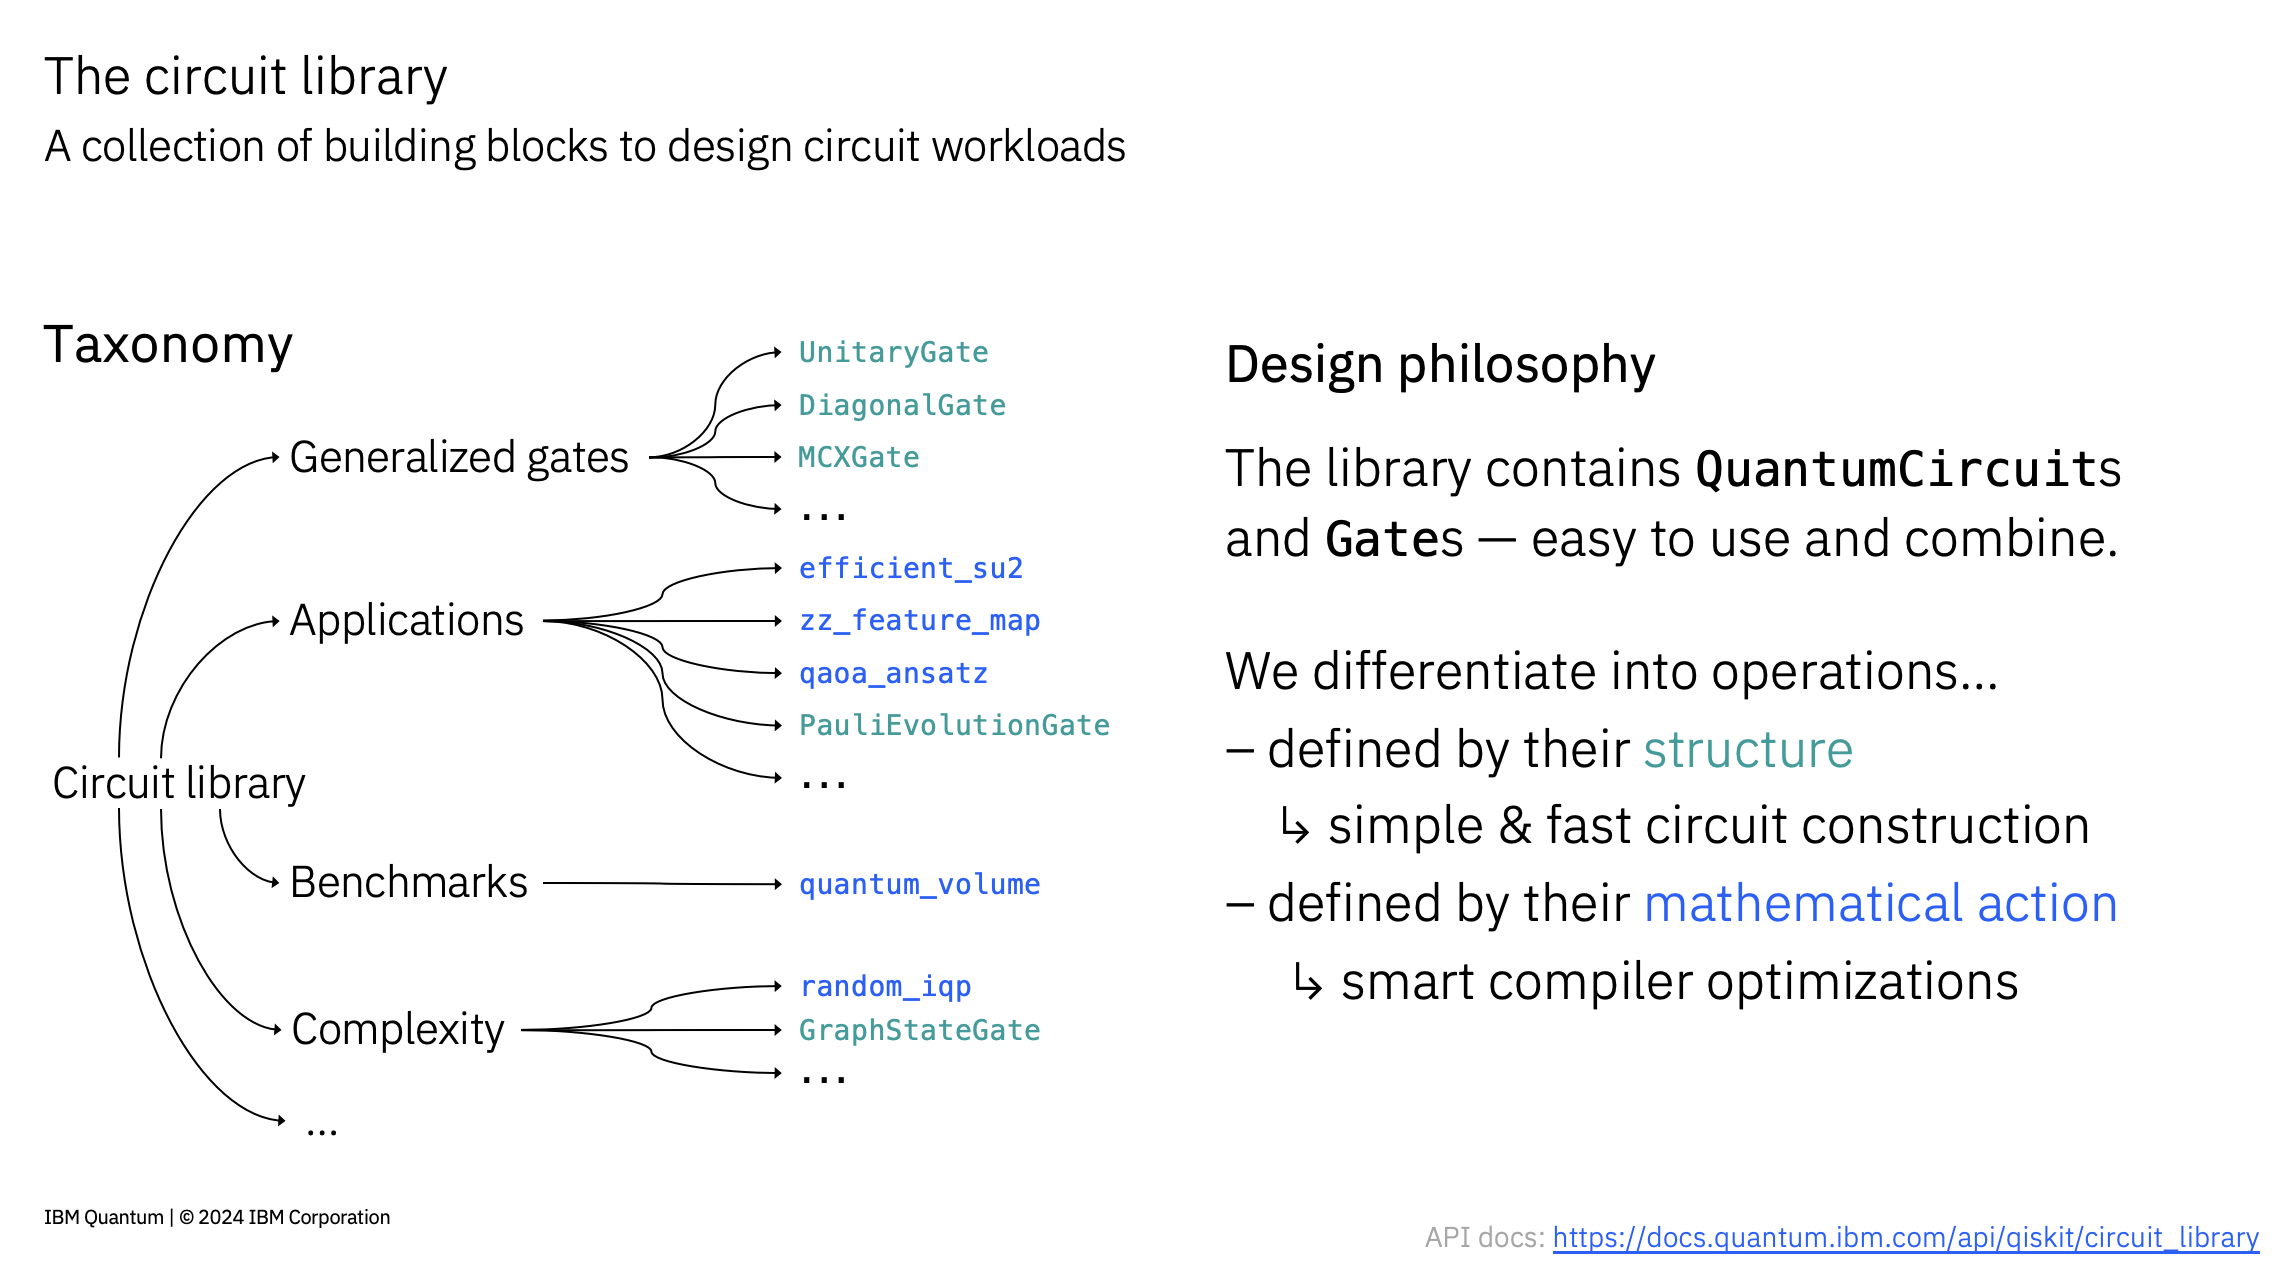 The circuit library
A collection of building blocks to design circuit workloads
Taxonomy
Circuit library
Generalized gates
UnitaryGate
DiagonalGate
MCXGate
...
Applications
efficient_su2
zz_feature_map
qaoa_ansatz
PauliEvolutionGate
...
Benchmarks
quantum_volume
Complexity
random_iqp
GraphStateGate
...
...
Design philosophy
The library contains QuantumCircuits
and Gates — easy to use and combine.
We differentiate into operations...
– defined by their structure
↳ simple & fast circuit construction
– defined by their mathematical action
↳ smart compiler optimizations
IBM Quantum | © 2024 IBM Corporation
API docs: https://docs.quantum.ibm.com/api/qiskit/circuit_library